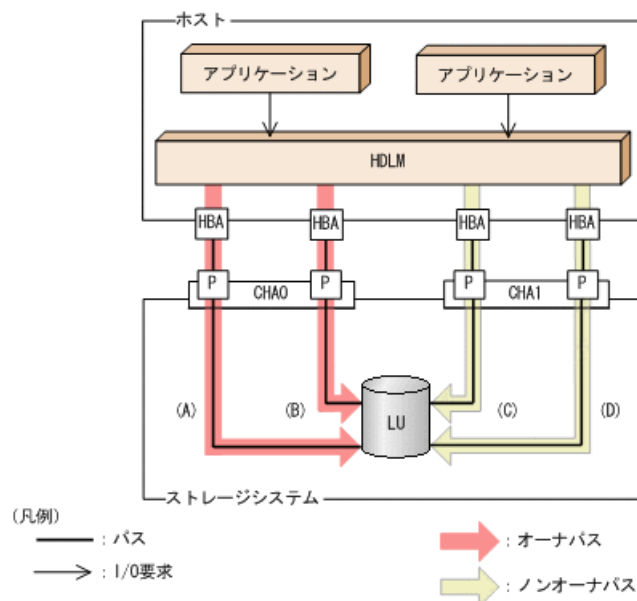 ホスト
アプリケーション
アプリケーション
HDLM
HBA
HBA
HBA
HBA
P
P
P
P
CHA0
CHA1
(A)
(B)
(C)
(D)
LU
ストレージシステム
(凡例)
：パス
：I/O要求
：オーナパス
：ノンオーナパス